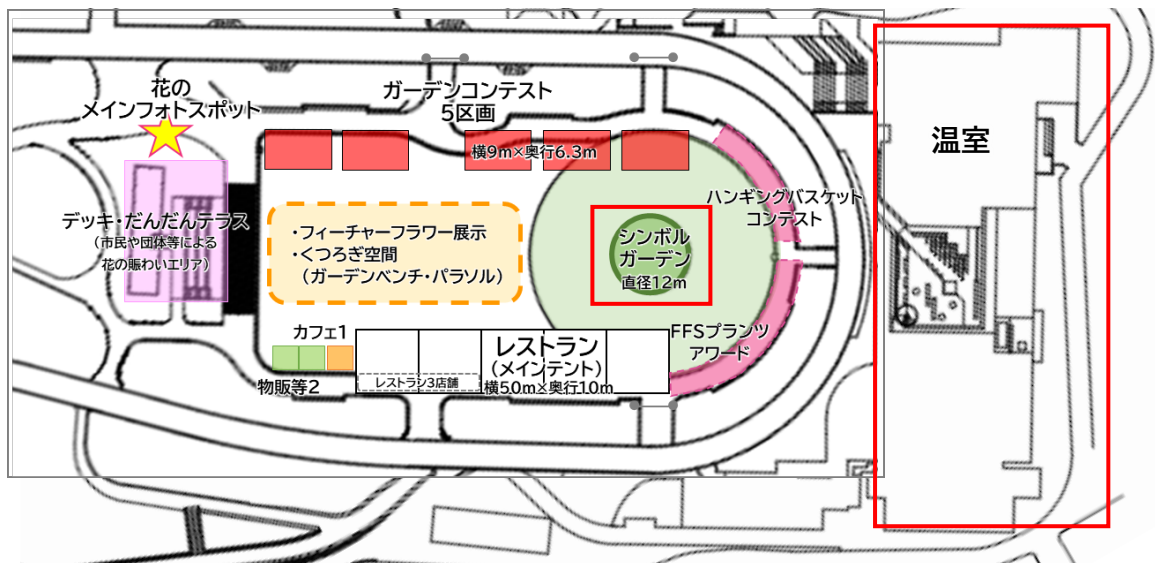 花の
メインフォトスポット
ガーデンコンテスト
5区画
横9m×奥行6.3m
温室
ハンギングバスケット
コンテスト
デッキ・だんだんテラス
（市民や団体等による
花の賑わいエリア）
・フィーチャーフラワー展示
・くつろぎ空間
（ガーデンベンチ・パラソル）
シンボル
ガーデン
直径12m
カフェ1
物販等2
レストラン
（メインテント）
横50m×奥行10m
レストラン3店舗
FFSプランツ
アワード